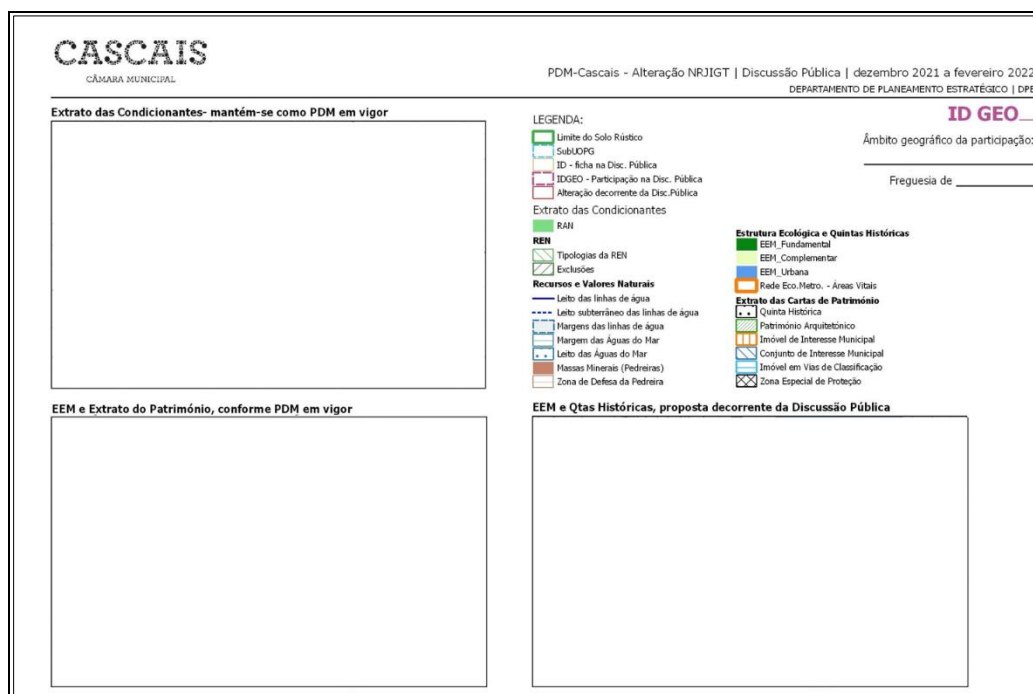 CASCAIS
CÂMARA MUNICIPAL
PDM-Cascais - Alteração NRJIGT | Discussão Pública | dezembro 2021 a fevereiro 2022
DEPARTAMENTO DE PLANEAMENTO ESTRATÉGICO | DPE
Extrato das Condicionantes- mantém-se como PDM em vigor
LEGENDA:
Limite do Solo Rústico
SubUOPG
ID - ficha na Disc. Pública
IDGEO - Participação na Disc. Pública
Alteração decorrente da Disc.Pública
ID GEO__
Âmbito geográfico da participação:
Freguesia de ____________
Extrato das Condicionantes
RAN
REN
Tipologias da REN
Exclusões
Recursos e Valores Naturais
Leito das linhas de água
Leito subterrâneo das linhas de água
Margens das linhas de água
Margem das Águas do Mar
Leito das Águas do Mar
Massas Minerais (Pedreiras)
Zona de Defesa da Pedreira
Estrutura Ecológica e Quintas Históricas
EEM_Fundamental
EEM_Complementar
EEM_Urbana
Rede Eco.Metro. - Áreas Vitais
Extrato das Cartas de Património
Quinta Histórica
Património Arquitetónico
Imóvel de Interesse Municipal
Conjunto de Interesse Municipal
Imóvel em Vias de Classificação
Zona Especial de Proteção
EEM e Extrato do Património, conforme PDM em vigor
EEM e Qtas Históricas, proposta decorrente da Discussão Pública